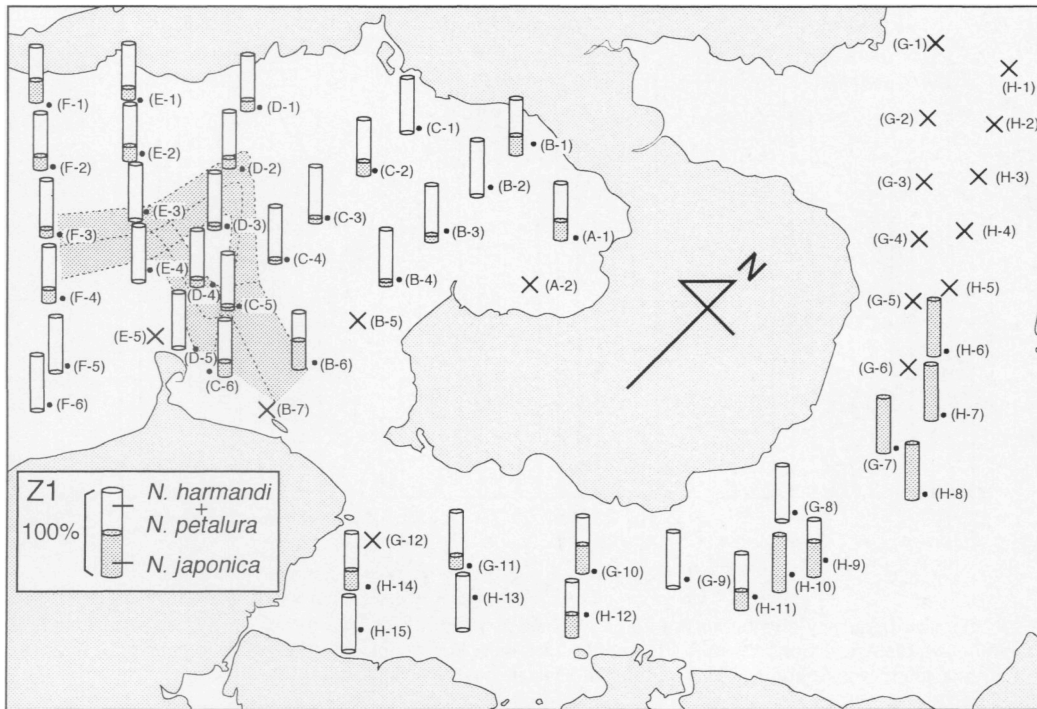 (G-1)
(H-1)
(F-1)
(E-1)
(D-1)
(C-1)
(G-2)
(H-2)
(B-1)
(F-2)
(E-2)
(D-2)
(C-2)
(B-2)
(G-3)
(H-3)
(E-3)
(C-3)
(F-3)
(D-3)
(B-3)
(A-1)
(G-4)
(H-4)
(E-4)
(C-4)
N
(F-4)
(D-4)
(B-4)
(A-2)
(H-5)
(G-5)
(C-5)
(B-5)
(E-5)
(D-5)
(H-6)
(F-5)
(C-6)
(B-6)
(G-6)
(F-6)
(B-7)
(H-7)
(G-7)
(H-8)
Z1
100%
N. harmandi
+
N. petalura
N. japonica
(G-8)
(G-12)
(G-11)
(G-10)
(G-9)
(H-9)
(H-14)
(H-13)
(H-12)
(H-11)
(H-10)
(H-15)